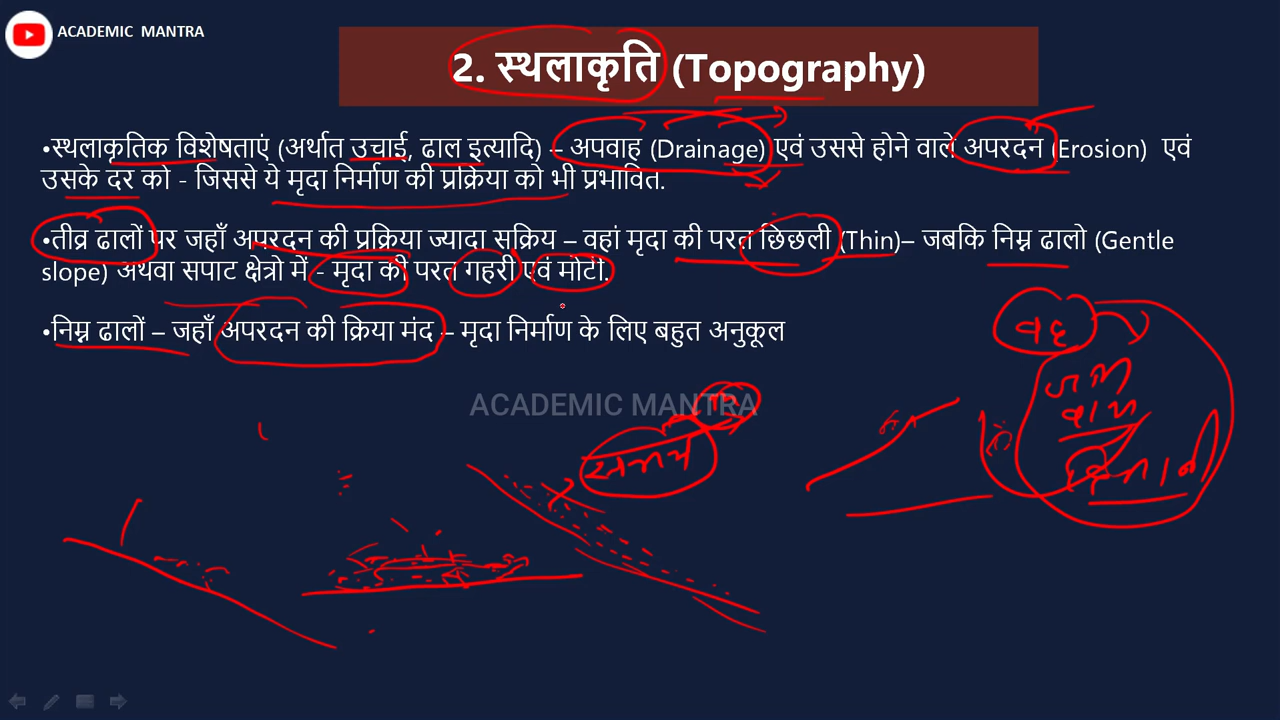 ACADEMIC MANTRA
2. स्थलाकृति (Topography)
•स्थलाकृतिक विशेषताएं (अर्थात उचाई, ढाल इत्यादि) – अपवाह (Drainage) एवं उससे होने वाले अपरदन (Erosion) एवं
उसके दर को - जिससे ये मृदा निर्माण की प्रक्रिया को भी प्रभावित.
•तीव्र ढालों पर जहाँ अपरदन की प्रक्रिया ज्यादा सक्रिय – वहां मृदा की परत छिछली (Thin)– जबकि निम्न ढालो (Gentle
slope) अथवा सपाट क्षेत्रो में - मृदा की परत गहरी एवं मोटी.
•निम्न ढालों – जहाँ अपरदन की क्रिया मंद – मृदा निर्माण के लिए बहुत अनुकूल
ACADEMIC MANTRA